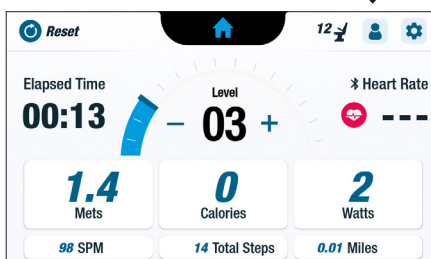 Reset
12
Elapsed Time
00:13
Level
03
Heart Rate
---
1.4
Mets
0
Calories
2
Watts
98 SPM
14 Total Steps
0.01 Miles